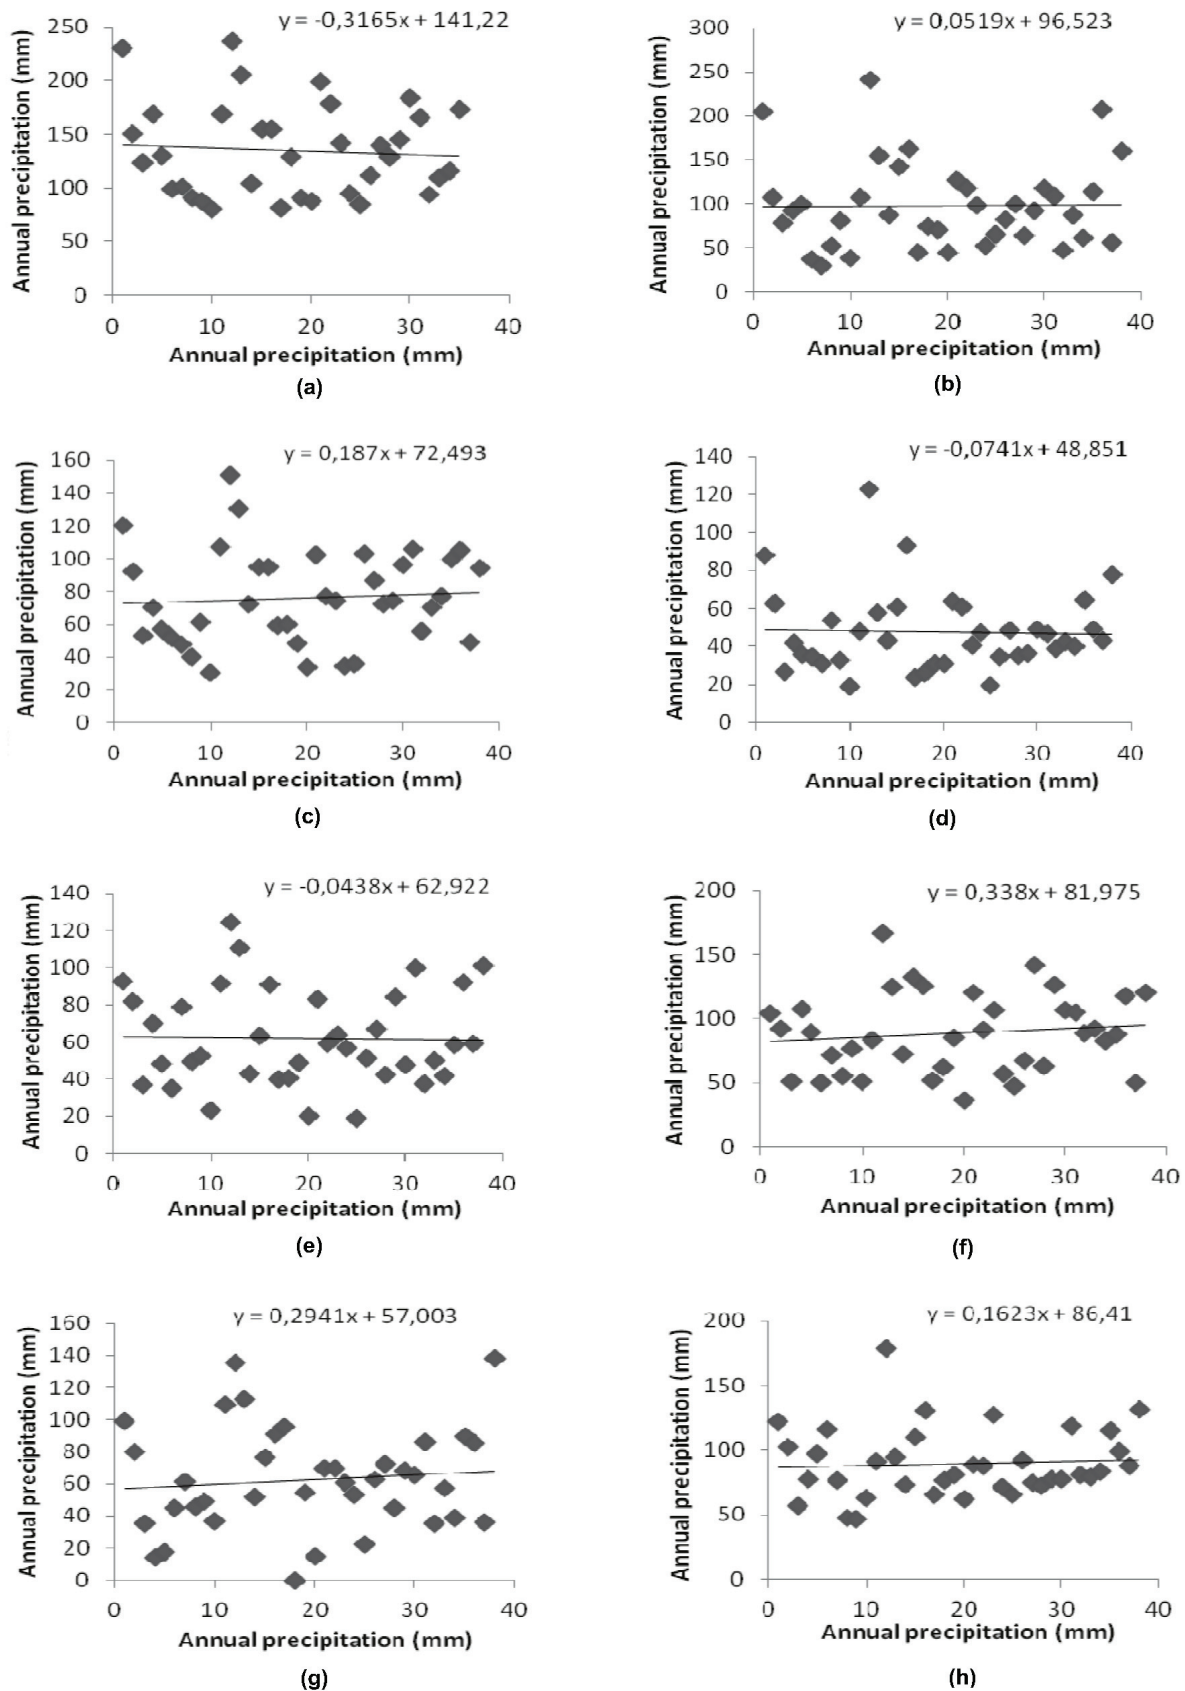 y = -0,3165x + 141,22
Annual precipitation (mm)
250
200
150
100
50
0
0 10 20 30 40
Annual precipitation (mm)
(a)
y = 0,0519x + 96,523
Annual precipitation (mm)
300
250
200
150
100
50
0
0 10 20 30 40
Annual precipitation (mm)
(b)
y = 0,187x + 72,493
Annual precipitation (mm)
160
140
120
100
80
60
40
20
0
0 10 20 30 40
Annual precipitation (mm)
(c)
y = -0,0741x + 48,851
Annual precipitation (mm)
140
120
100
80
60
40
20
0
0 10 20 30 40
Annual precipitation (mm)
(d)
y = -0,0438x + 62,922
Annual precipitation (mm)
140
120
100
80
60
40
20
0
0 10 20 30 40
Annual precipitation (mm)
(e)
y = 0,338x + 81,975
Annual precipitation (mm)
200
150
100
50
0
0 10 20 30 40
Annual precipitation (mm)
(f)
y = 0,2941x + 57,003
Annual precipitation (mm)
160
140
120
100
80
60
40
20
0
0 10 20 30 40
Annual precipitation (mm)
(g)
y = 0,1623x + 86,41
Annual precipitation (mm)
200
150
100
50
0
0 10 20 30 40
Annual precipitation (mm)
(h)